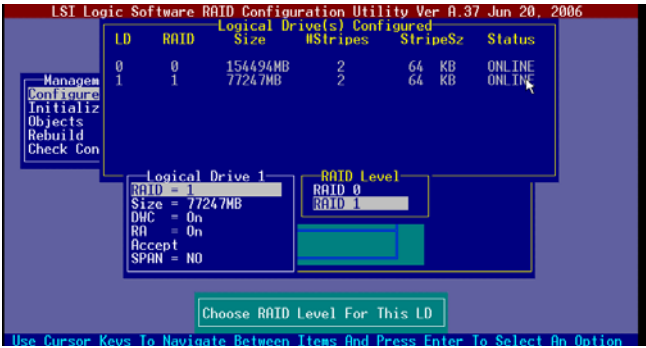 LSI Logic Software RAID Configuration Utility Ver A.37 Jun 20, 2006
Logical Drive(s) Configured
LD RAID Size #Stripes StripeSz Status
0 0 154494MB 2 64 KB ONLINE
1 1 77247MB 2 64 KB ONLINE
Managem
Configure
Initializ
Objects
Rebuild
Check Con
Logical Drive 1
RAID = 1
Size = 77247MB
DWC = On
RA = On
Accept
SPAN = NO
RAID Level
RAID 0
RAID 1
Choose RAID Level For This LD
Use Cursor Keys To Navigate Between Items And Press Enter To Select An Option